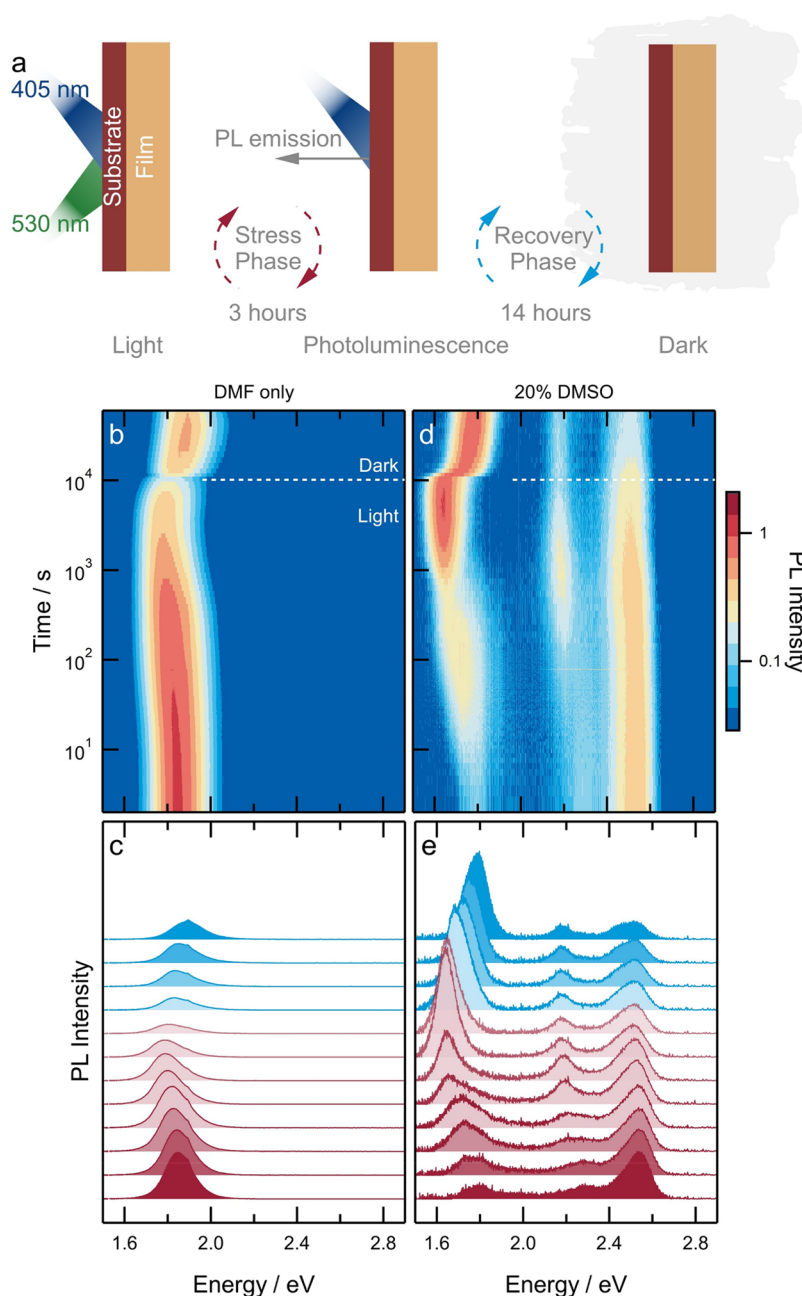 a
405 nm
530 nm
Substrate
Film
PL emission
Stress
Phase
3 hours
Recovery
Phase
14 hours
Light
Photoluminescence
Dark
DMF only
20% DMSO
b
d
Dark
Light
Time / s
10⁴
10³
10²
10¹
PL Intensity
1
0.1
c
e
PL Intensity
1.6 2.0 2.4 2.8
1.6 2.0 2.4 2.8
Energy / eV
Energy / eV